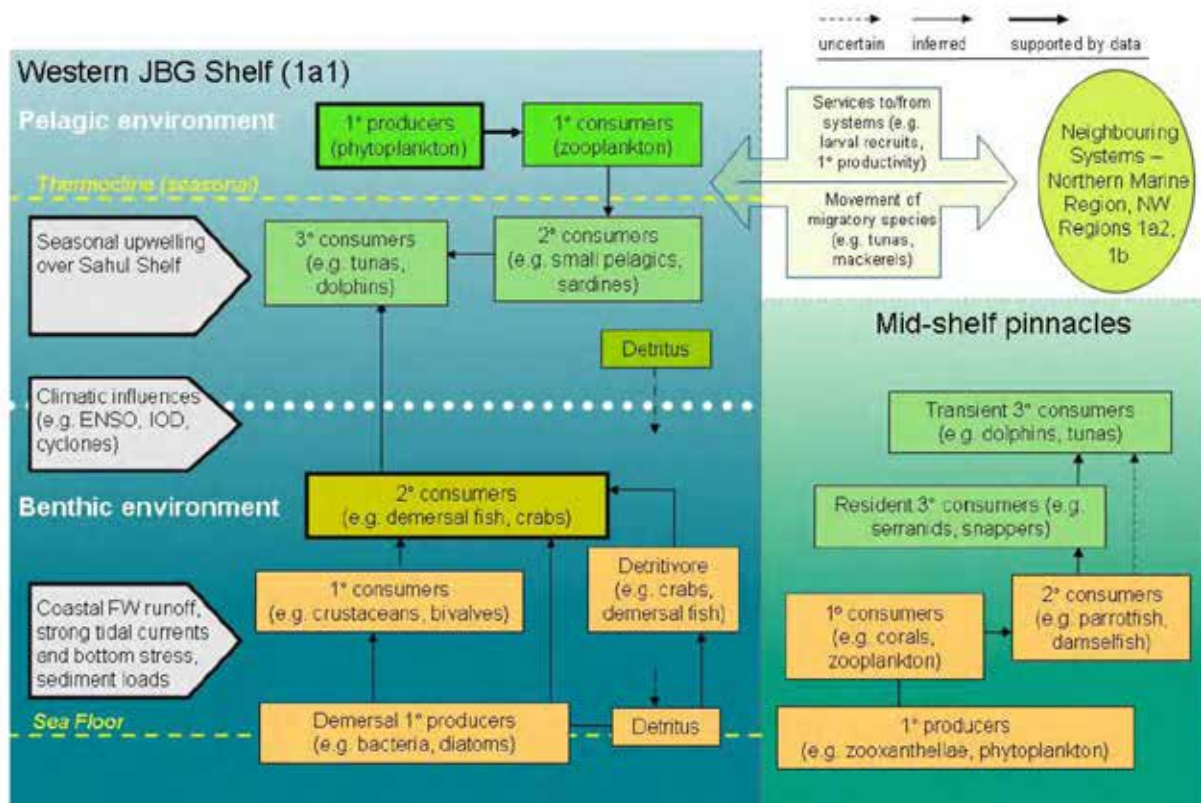 uncertain inferred supported by data
Western JBG Shelf (1a1)
Pelagic environment
1° producers
(phytoplankton)
1° consumers
(zooplankton)
Thermocline (seasonal)
Seasonal upwelling
over Sahul Shelf
3° consumers
(e.g. tunas,
dolphins)
2° consumers
(e.g. small pelagics,
sardines)
Detritus
Climatic influences
(e.g. ENSO, IOD,
cyclones)
Benthic environment
2° consumers
(e.g. demersal fish, crabs)
1° consumers
(e.g. crustaceans, bivalves)
Detritivore
(e.g. crabs,
demersal fish)
Coastal FW runoff,
strong tidal currents
and bottom stress,
sediment loads
Sea Floor
Demersal 1° producers
(e.g. bacteria, diatoms)
Detritus
Services to/from
systems (e.g.
larval recruits,
1° productivity)
Movement of
migratory species
(e.g. tunas,
mackerels)
Neighbouring
Systems –
Northern Marine
Region, NW
Regions 1a2,
1b
Mid-shelf pinnacles
Transient 3° consumers
(e.g. dolphins, tunas)
Resident 3° consumers (e.g.
serranids, snappers)
1° consumers
(e.g. corals,
zooplankton)
2° consumers
(e.g. parrotfish,
damselfish)
1° producers
(e.g. zooxanthellae, phytoplankton)